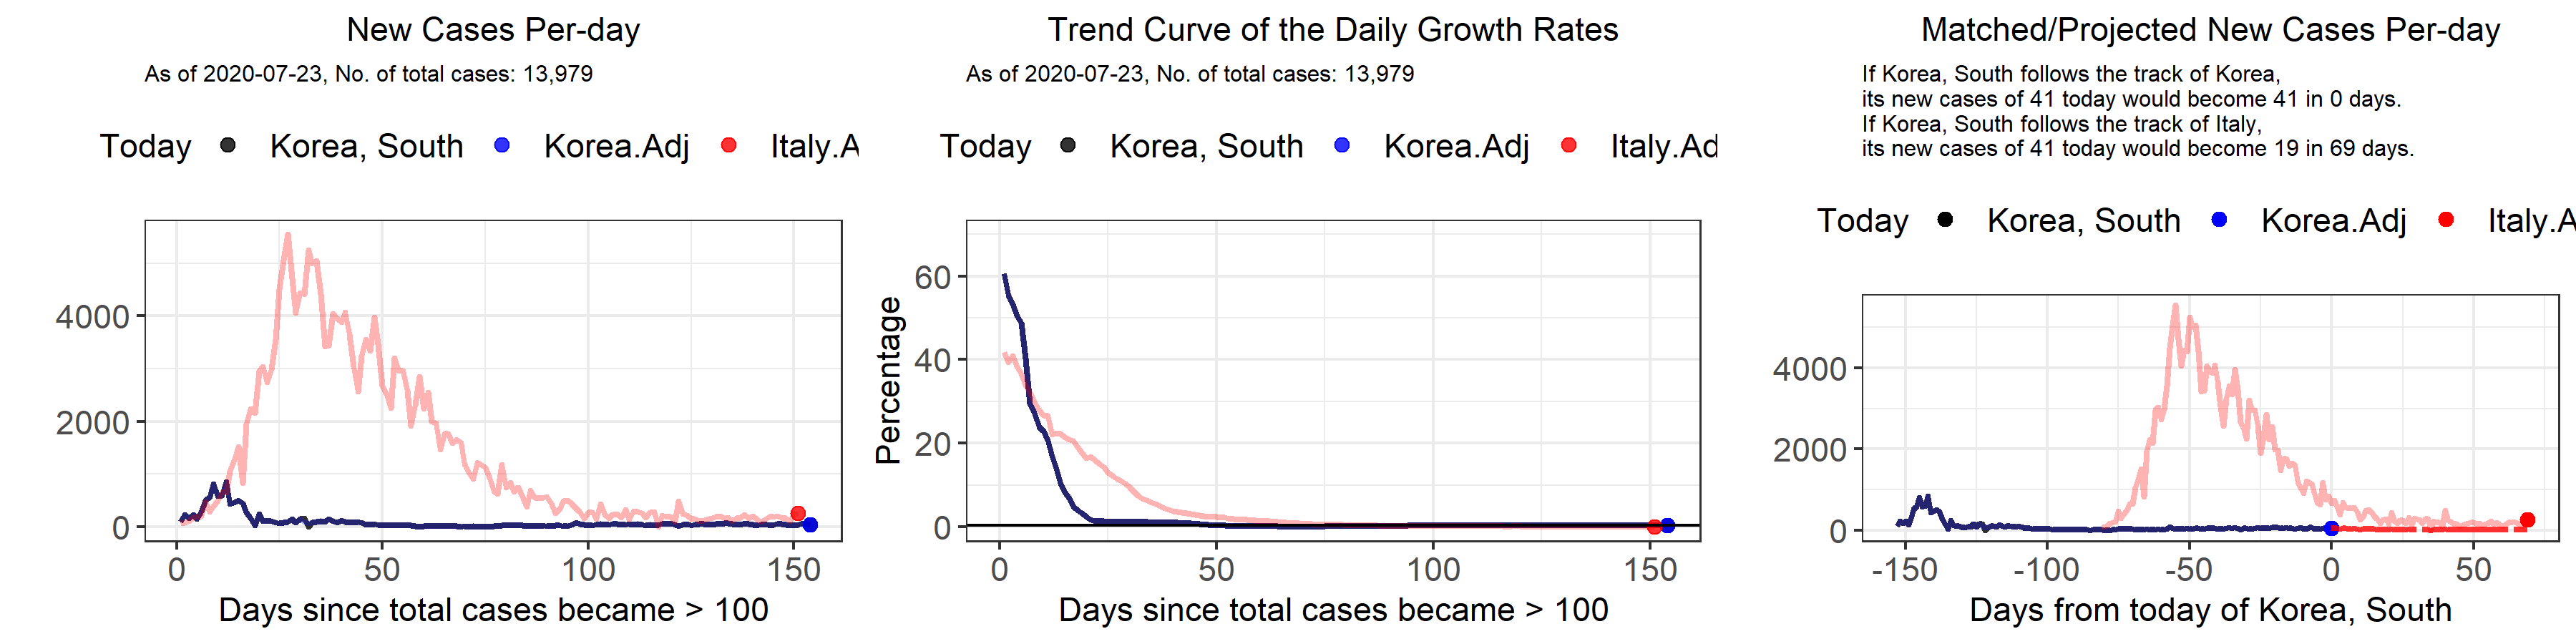 New Cases Per-day
As of 2020-07-23, No. of total cases: 13,979
Today Korea, South Korea.Adj Italy.A
4000
2000
0
0 50 100 150
Days since total cases became > 100
Trend Curve of the Daily Growth Rates
As of 2020-07-23, No. of total cases: 13,979
Today Korea, South Korea.Adj Italy.Ad
Percentage
60
40
20
0
0 50 100 150
Days since total cases became > 100
Matched/Projected New Cases Per-day
If Korea, South follows the track of Korea,
its new cases of 41 today would become 41 in 0 days.
If Korea, South follows the track of Italy,
its new cases of 41 today would become 19 in 69 days.
Today Korea, South Korea.Adj Italy.A
4000
2000
0
-150 -100 -50 0 50
Days from today of Korea, South